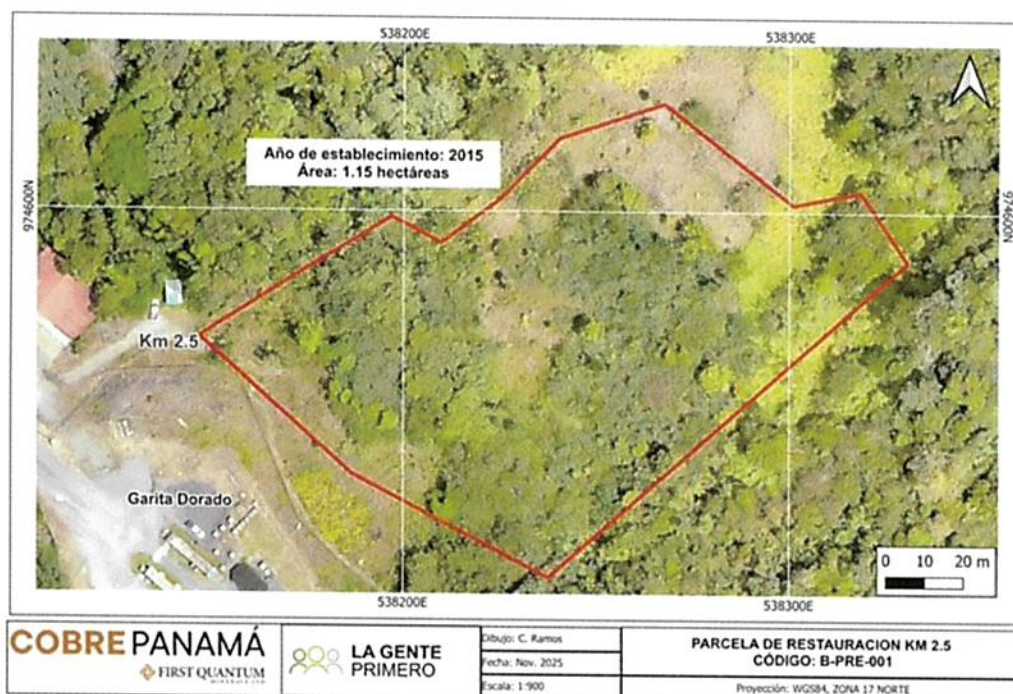 538200E
538300E
Año de establecimiento: 2015
Área: 1.15 hectáreas
974600N
974600N
Km 2.5
Garita Dorado
0 10 20 m
538200E
538300E
COBRE PANAMÁ
FIRST QUANTUM
LA GENTE
PRIMERO
Dibujo: C. Ramos
Fecha: Nov. 2025
Escala: 1:900
PARCELA DE RESTAURACION KM 2.5
CÓDIGO: B-PRE-001
Proyección: WGS84, ZONA 17 NORTE